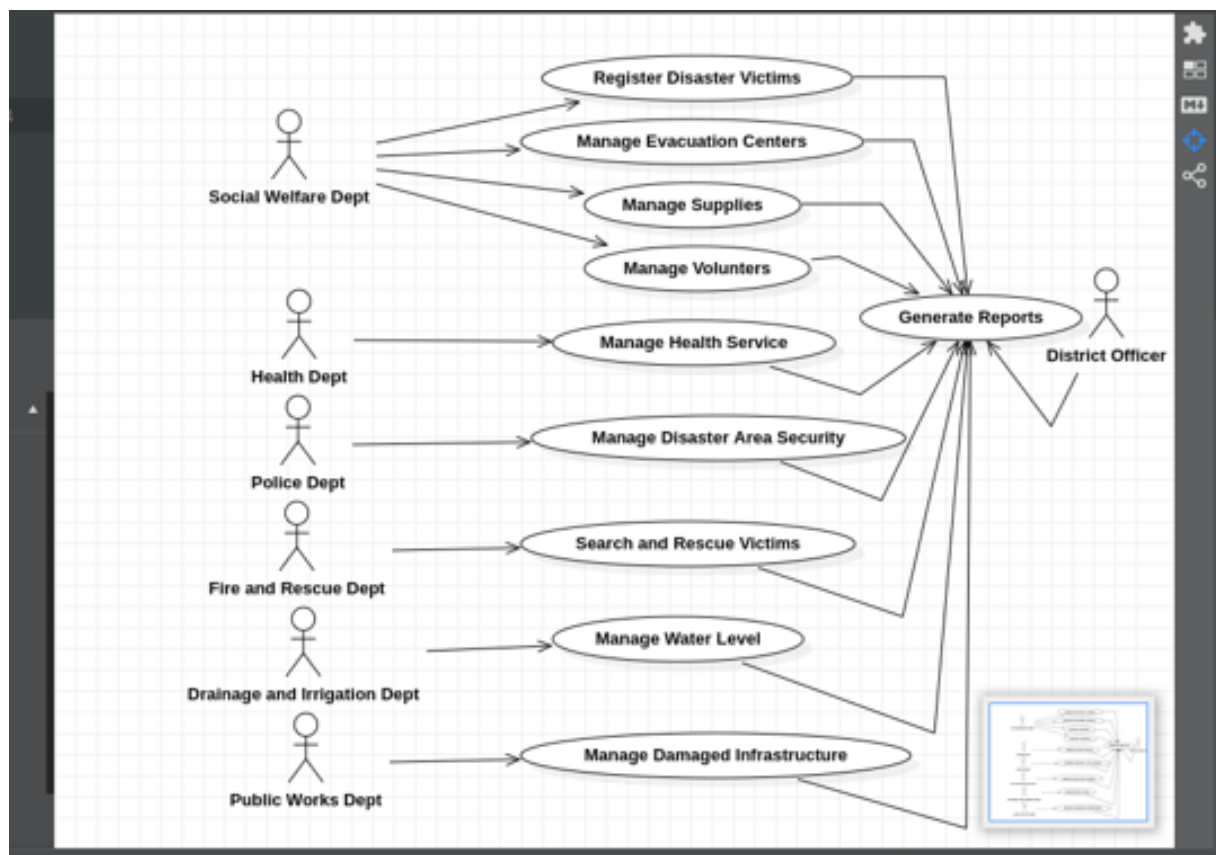 Register Disaster Victims
Manage Evacuation Centers
Social Welfare Dept
Manage Supplies
Manage Volunters
Generate Reports
Manage Health Service
District Officer
Health Dept
Manage Disaster Area Security
Police Dept
Search and Rescue Victims
Fire and Rescue Dept
Manage Water Level
Drainage and Irrigation Dept
Manage Damaged Infrastructure
Public Works Dept
M